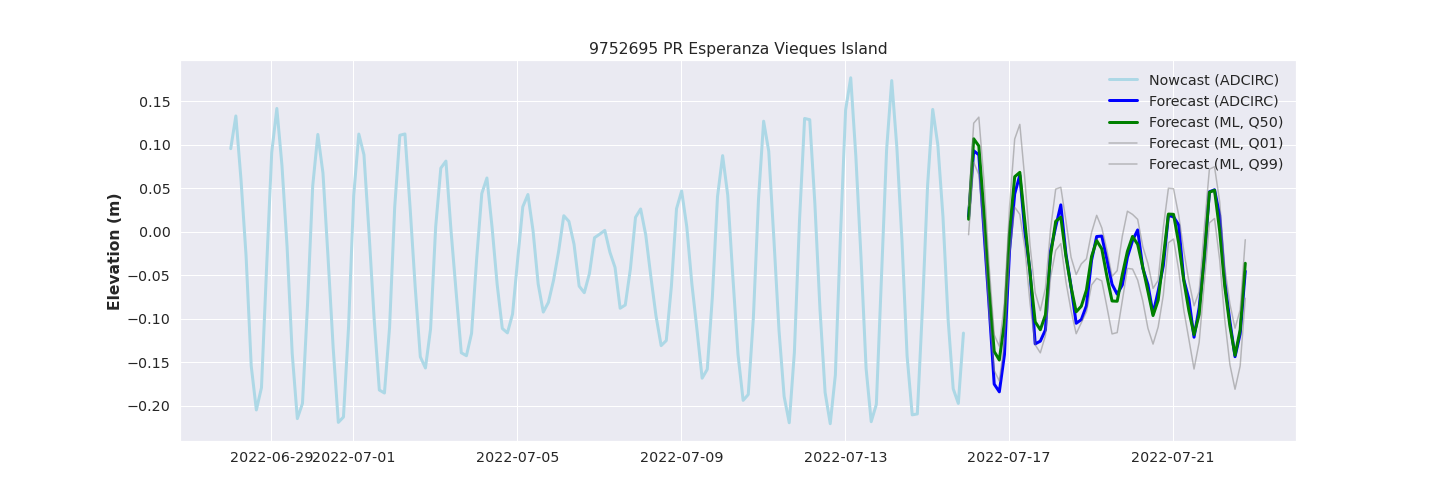 9752695 PR Esperanza Vieques Island
Elevation (m)
0.15
0.10
0.05
0.00
−0.05
−0.10
−0.15
−0.20
Nowcast (ADCIRC)
Forecast (ADCIRC)
Forecast (ML, Q50)
Forecast (ML, Q01)
Forecast (ML, Q99)
2022-06-29 2022-07-01 2022-07-05 2022-07-09 2022-07-13 2022-07-17 2022-07-21